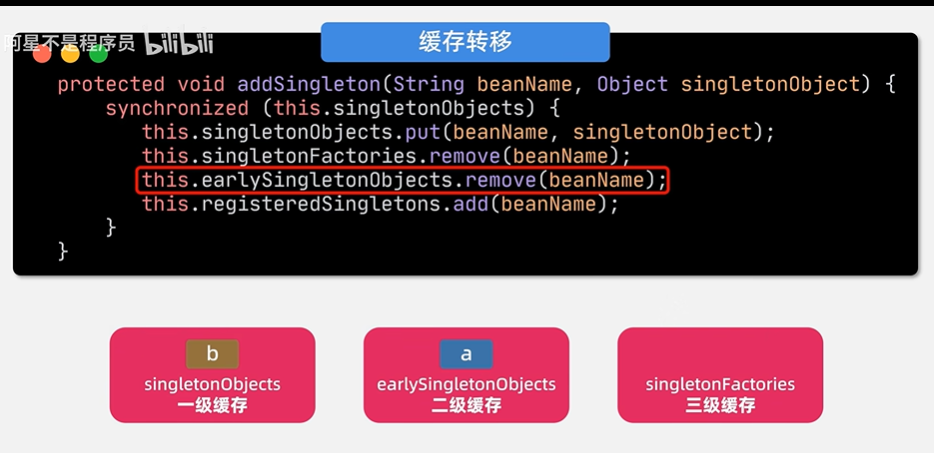 阿星不是程序员 bilibili
缓存转移
protected void addSingleton(String beanName, Object singletonObject) {
synchronized (this.singletonObjects) {
this.singletonObjects.put(beanName, singletonObject);
this.singletonFactories.remove(beanName);
this.earlySingletonObjects.remove(beanName);
this.registeredSingletons.add(beanName);
}
}
b
singletonObjects
一级缓存
a
earlySingletonObjects
二级缓存
singletonFactories
三级缓存